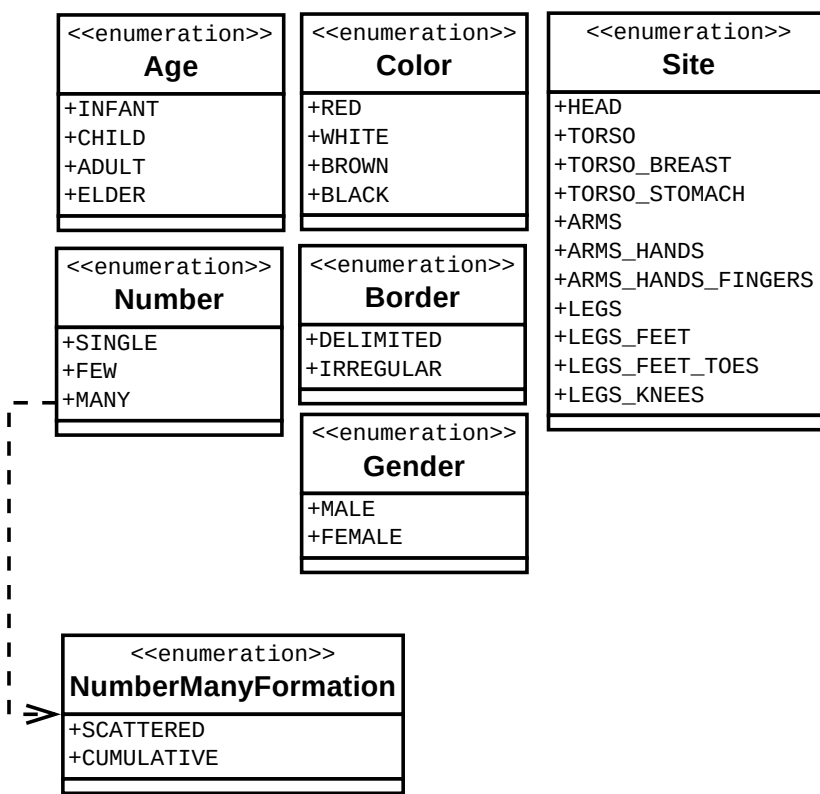 <<enumeration>>
Age
+INFANT
+CHILD
+ADULT
+ELDER
<<enumeration>>
Color
+RED
+WHITE
+BROWN
+BLACK
<<enumeration>>
Site
+HEAD
+TORSO
+TORSO_BREAST
+TORSO_STOMACH
+ARMS
+ARMS_HANDS
+ARMS_HANDS_FINGERS
+LEGS
+LEGS_FEET
+LEGS_FEET_TOES
+LEGS_KNEES
<<enumeration>>
Number
+SINGLE
+FEW
+MANY
<<enumeration>>
Border
+DELIMITED
+IRREGULAR
<<enumeration>>
Gender
+MALE
+FEMALE
<<enumeration>>
NumberManyFormation
+SCATTERED
+CUMULATIVE